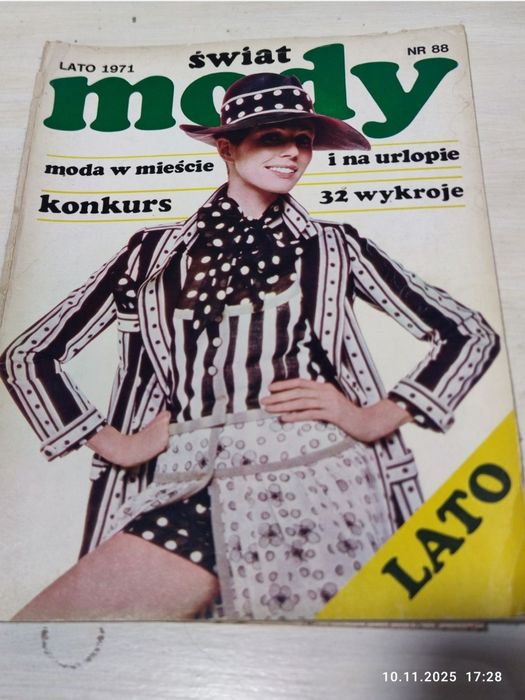 LATO 1971
świat
NR 88
mody
moda w mieście
i na urlopie
konkurs
32 wykroje
LATO
10.11.2025 17:28